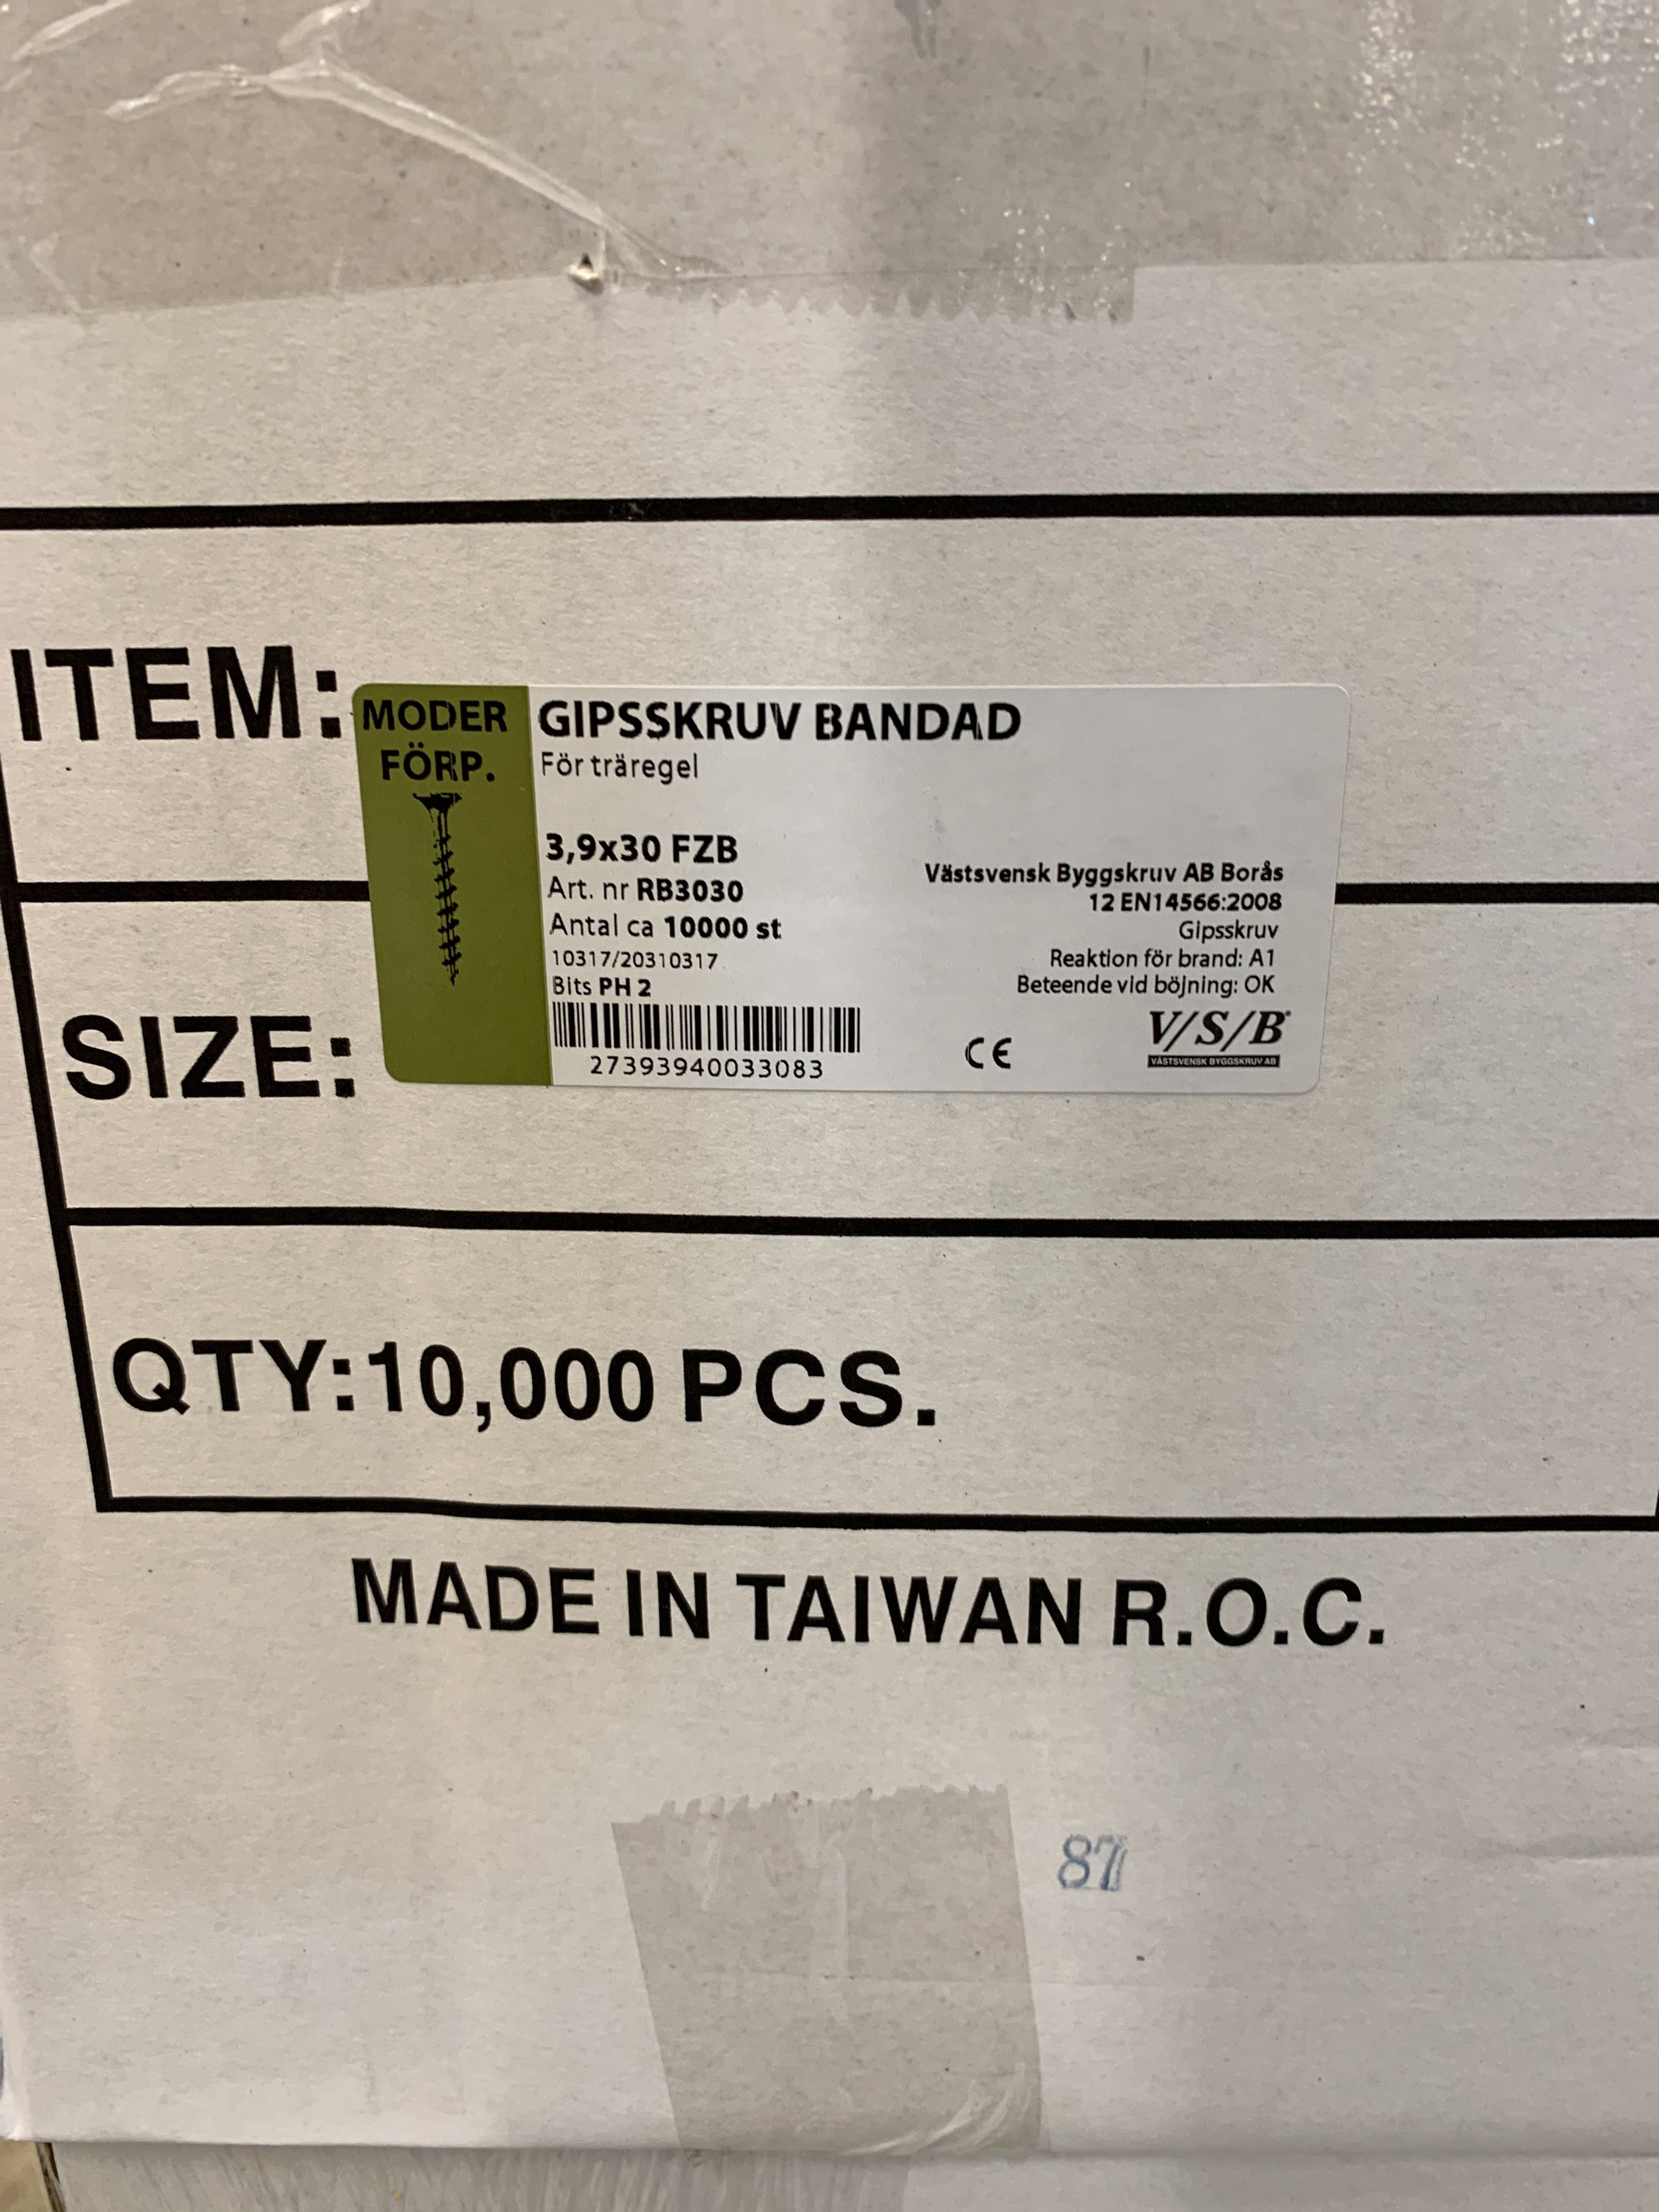 ITEM:
MODER
FÖRP.
GIPSSKRUV BANDAD
För träregel
3,9x30 FZB
Art. nr RB3030
Antal ca 10000 st
10317/20310317
Bits PH 2
27393940033083
Västsvensk Byggskruv AB Borås
12 EN14566:2008
Gipsskruv
Reaktion för brand: A1
Beteende vid böjning: OK
CE
V/S/B
VÄSTSVENSK BYGGSKRUV AB
SIZE:
QTY:10,000 PCS.
MADE IN TAIWAN R.O.C.
87